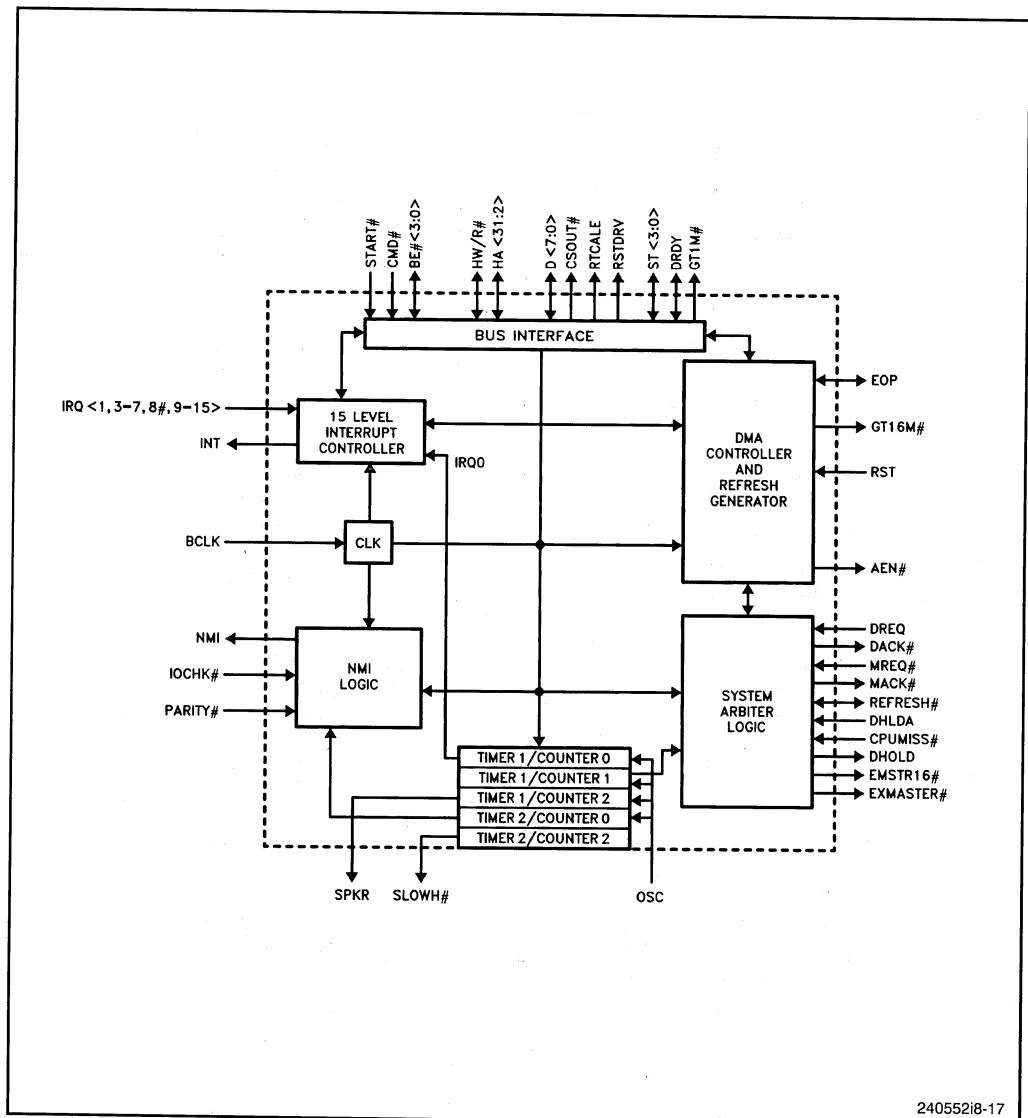 START#
CMD#
BE#<3:0>
HW/R#
HA <31:2>
D <7:0>
CSOUT#
RTCALE
RSTDRV
ST <3:0>
DRDY
GT1M#
BUS INTERFACE
IRQ <1,3-7,8#,9-15>
INT
15 LEVEL
INTERRUPT
CONTROLLER
IRQ0
DMA
CONTROLLER
AND
REFRESH
GENERATOR
EOP
GT16M#
RST
AEN#
BCLK
CLK
NMI
IOCHK#
PARITY#
NMI
LOGIC
SYSTEM
ARBITER
LOGIC
DREQ
DACK#
MREQ#
MACK#
REFRESH#
DHLDA
CPUMISS#
DHOLD
EMSTR16#
EXMASTER#
TIMER 1/COUNTER 0
TIMER 1/COUNTER 1
TIMER 1/COUNTER 2
TIMER 2/COUNTER 0
TIMER 2/COUNTER 2
SPKR
SLOWH#
OSC
240552i8-17